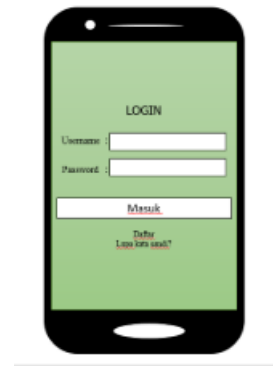 LOGIN
Username :
Password :
Masuk
Daftar
Lupa kata sandi?